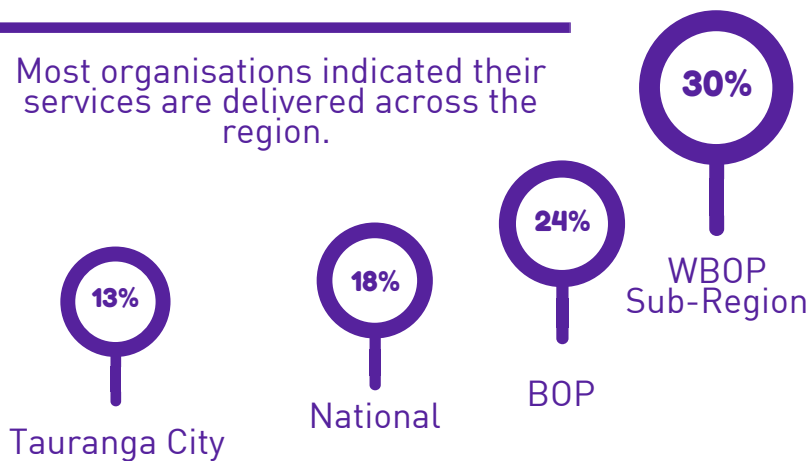 Most organisations indicated their
services are delivered across the
region.
30%
WBOP
Sub-Region
24%
BOP
18%
National
13%
Tauranga City